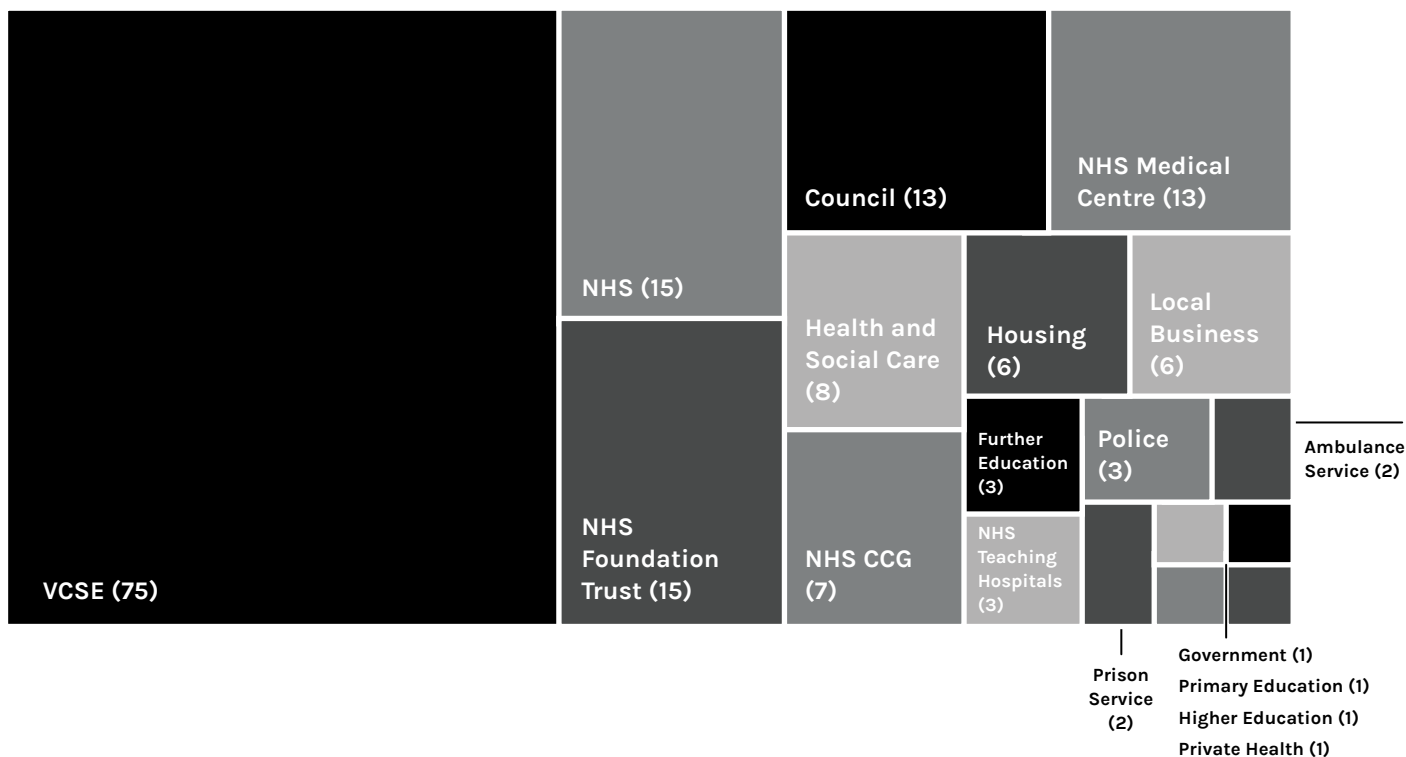 VCSE (75)
NHS (15)
NHS
Foundation
Trust (15)
Council (13)
NHS Medical
Centre (13)
Health and
Social Care
(8)
NHS CCG
(7)
Housing
(6)
Local
Business
(6)
Further
Education
(3)
NHS
Teaching
Hospitals
(3)
Police
(3)
Ambulance
Service (2)
Prison
Service
(2)
Government (1)
Primary Education (1)
Higher Education (1)
Private Health (1)